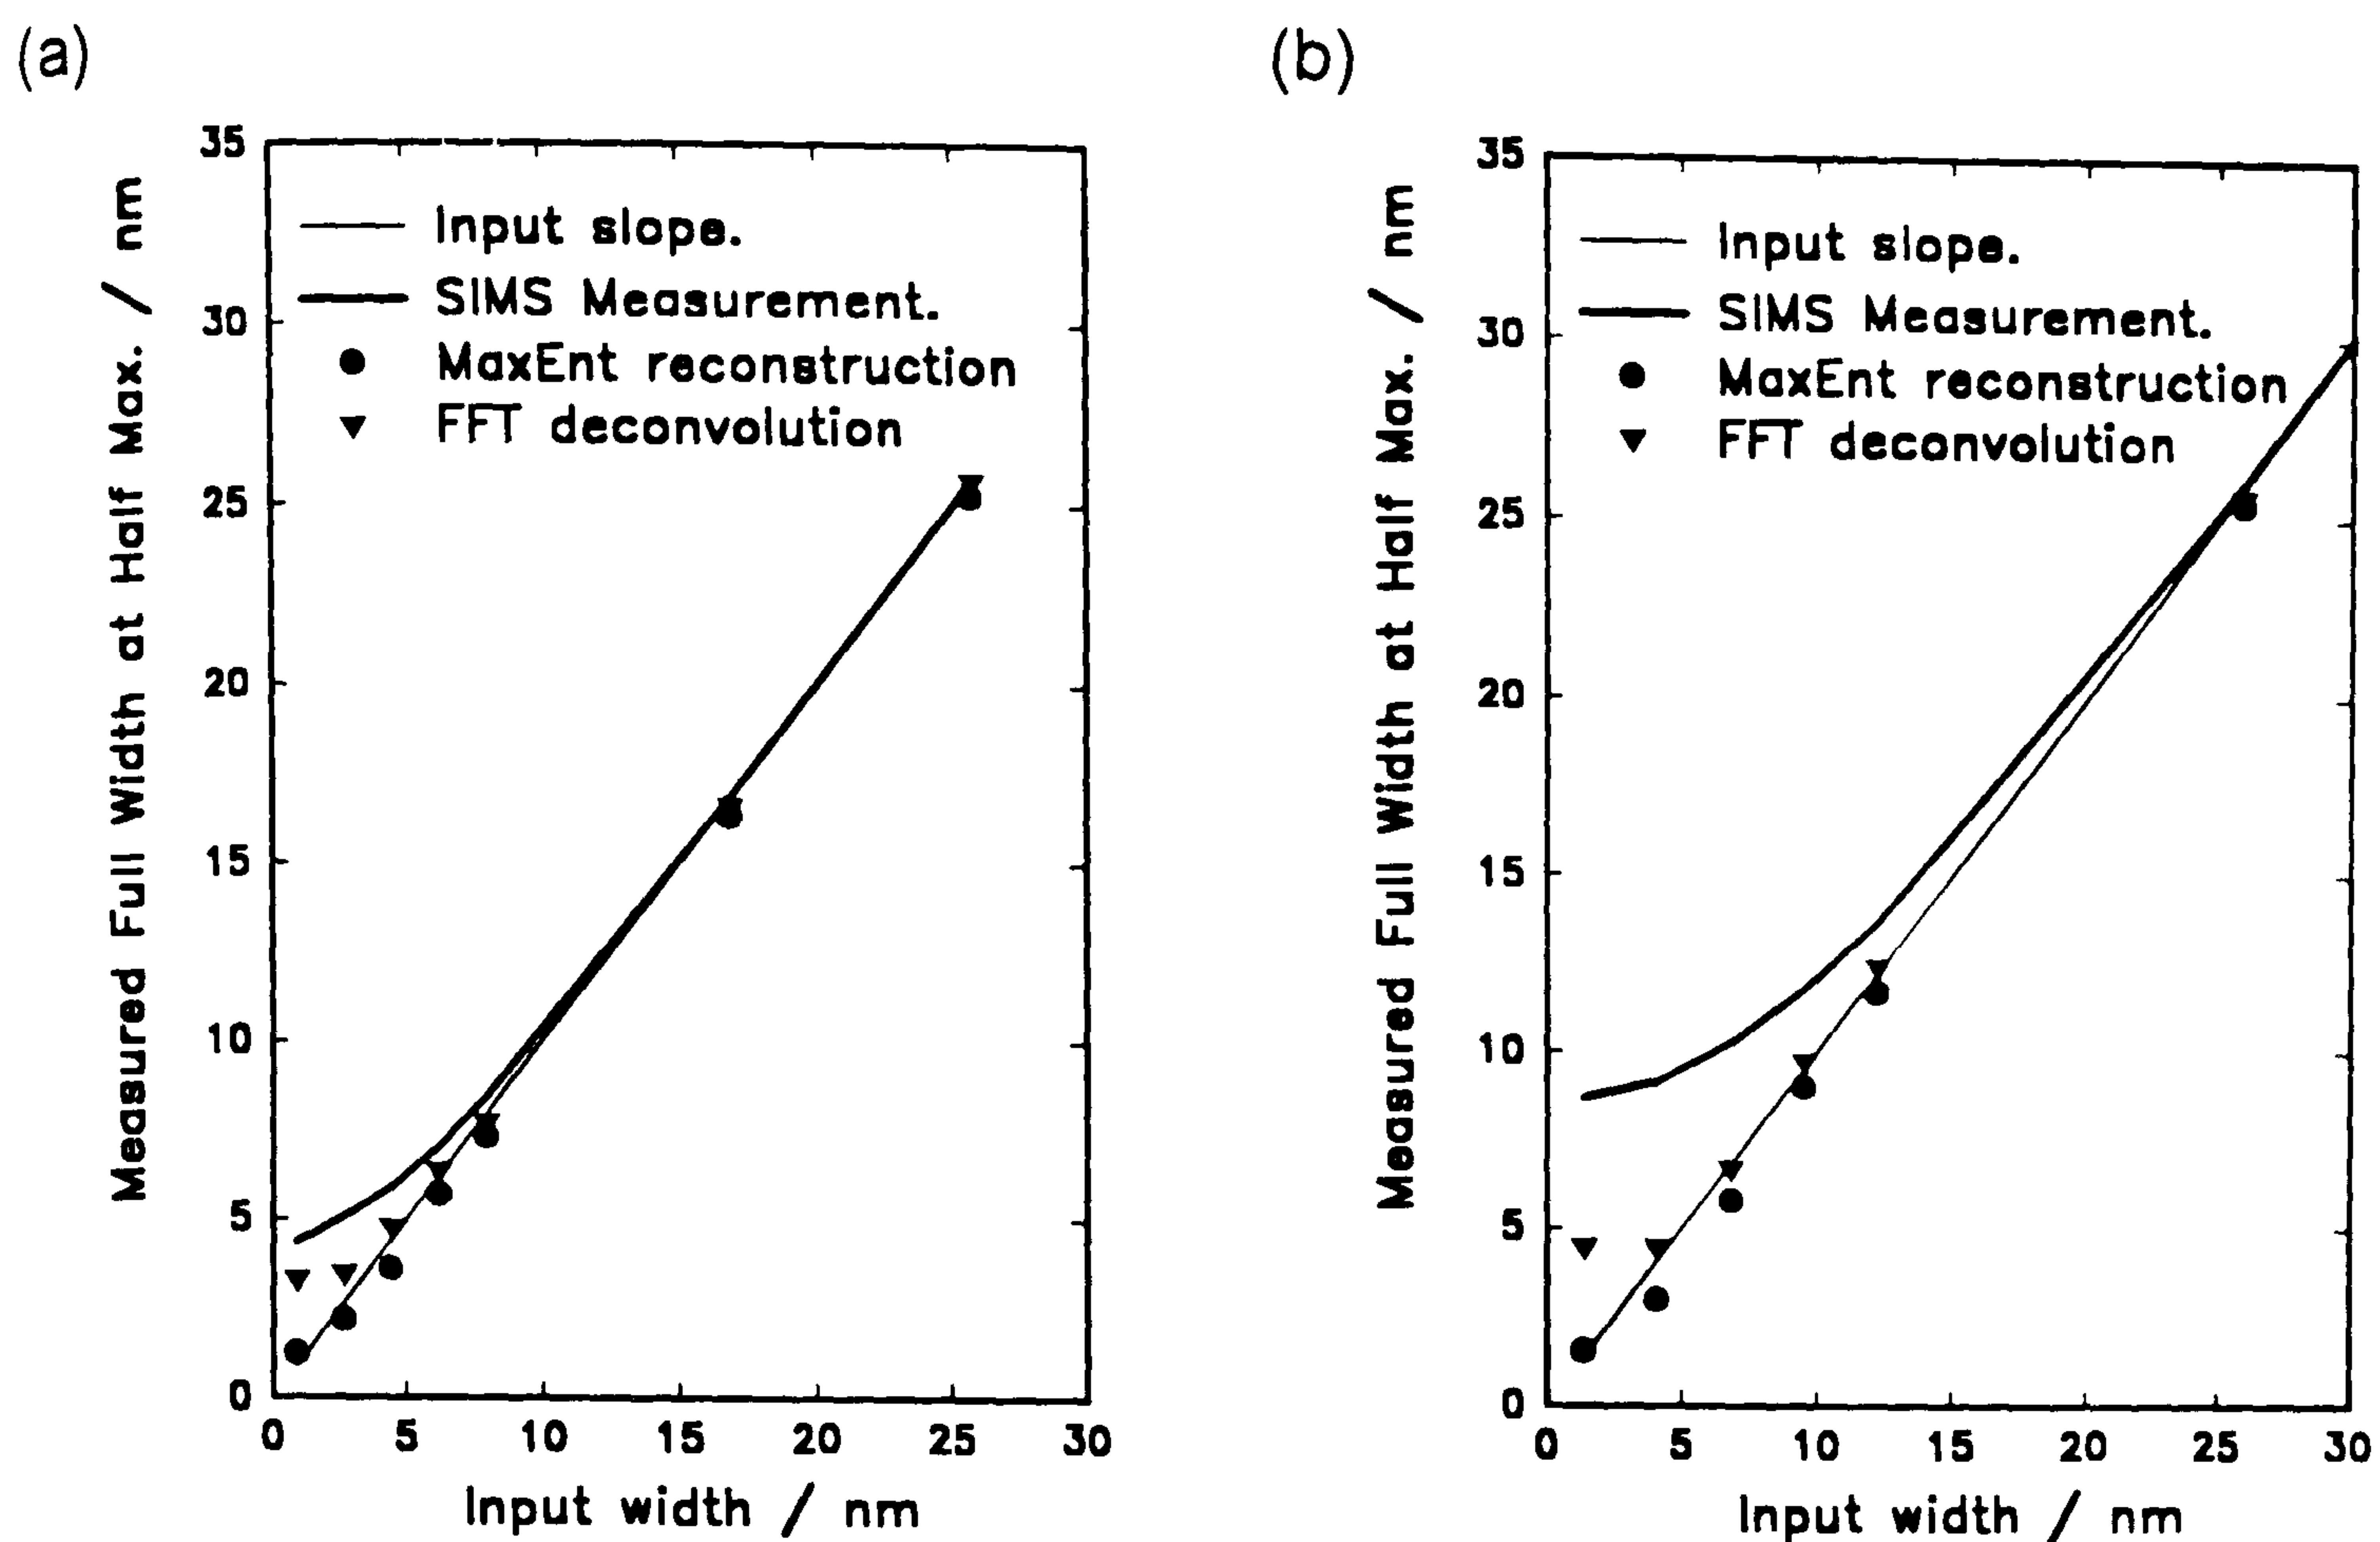 (a)
Measured Full Width at Half Max. / nm
35
30
25
20
15
10
5
0
Input slope.
SIMS Measurement.
MaxEnt reconstruction
FFT deconvolution
0 5 10 15 20 25 30
Input width / nm
(b)
Measured Full Width at Half Max. / nm
35
30
25
20
15
10
5
0
Input slope.
SIMS Measurement.
MaxEnt reconstruction
FFT deconvolution
0 5 10 15 20 25 30
Input width / nm